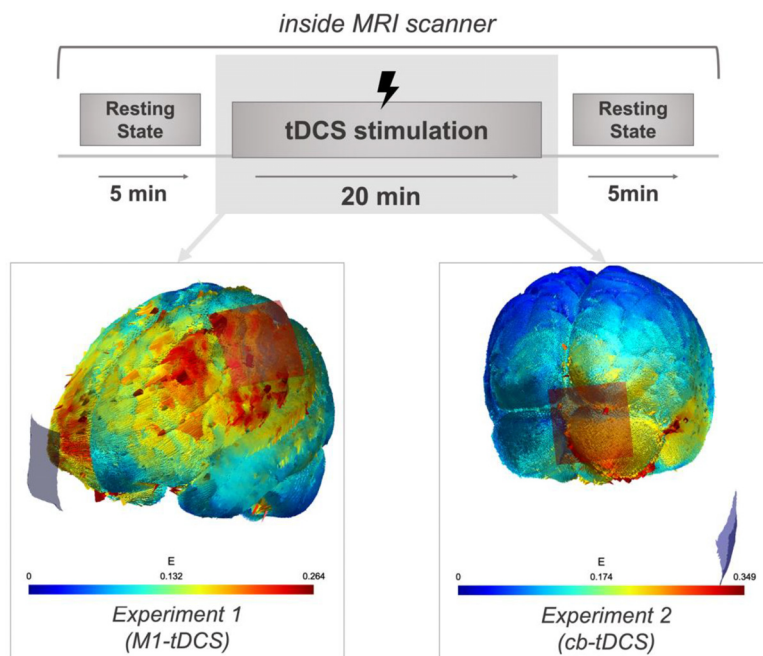 inside MRI scanner
Resting
State
tDCS stimulation
Resting
State
5 min
20 min
5min
E
0
0.132
0.264
Experiment 1
(M1-tDCS)
E
0
0.174
0.349
Experiment 2
(cb-tDCS)